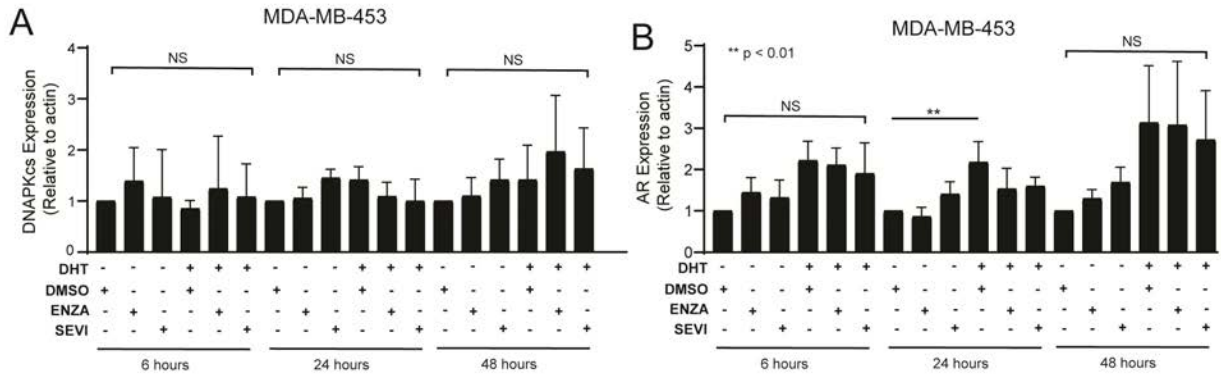 A
MDA-MB-453
DNAPKcs Expression
(Relative to actin)
4
3
2
1
0
NS
NS
NS
DHT - - - + + + - - - + + + - - - + + +
DMSO + - - + - - + - - + - - + - - + - -
ENZA - + - - + - - + - - + - - + - - + -
SEVI - - + - - + - - + - - + - - + - - +
6 hours
24 hours
48 hours
B
MDA-MB-453
AR Expression
(Relative to actin)
5
4
3
2
1
0
** p < 0.01
NS
**
NS
DHT - - - + + + - - - + + + - - - + + +
DMSO + - - + - - + - - + - - + - - + - -
ENZA - + - - + - - + - - + - - + - - + -
SEVI - - + - - + - - + - - + - - + - - +
6 hours
24 hours
48 hours